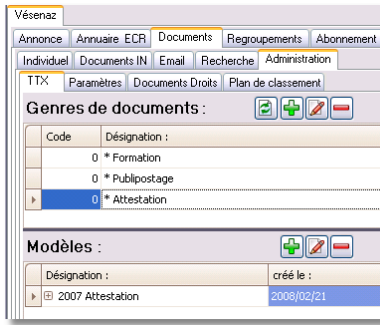 Vésenaz
Annonce Annuaire ECR Documents Regroupements Abonnement
Individuel Documents IN Email Recherche Administration
TTX Paramètres Documents Droits Plan de classement
Genres de documents :
Code Désignation :
0 * Formation
0 * Publipostage
0 * Attestation
Modèles :
Désignation : créé le :
2007 Attestation 2008/02/21